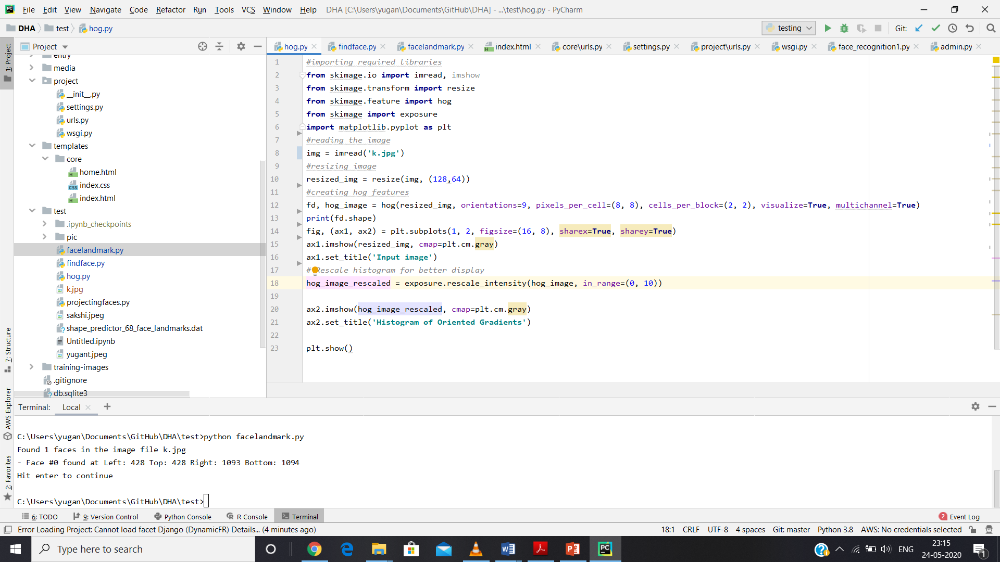 File Edit View Navigate Code Refactor Run Tools VCS Window Help DHA [C:\Users\yugan\Documents\GitHub\DHA] - ...\test\hog.py - PyCharm
DHA test hog.py testing Git:
1: Project
Project
hog.py findface.py facelandmark.py index.html core\urls.py settings.py project\urls.py wsgi.py face_recognition1.py admin.py
entry
media
project
__init__.py
settings.py
urls.py
wsgi.py
templates
core
home.html
index.css
index.html
test
.ipynb_checkpoints
pic
facelandmark.py
findface.py
hog.py
k.jpg
projectingfaces.py
sakshi.jpeg
shape_predictor_68_face_landmarks.dat
Untitled.ipynb
yugant.jpeg
training-images
.gitignore
db.sqlite3
1 #importing required libraries
2 from skimage.io import imread, imshow
3 from skimage.transform import resize
4 from skimage.feature import hog
5 from skimage import exposure
6 import matplotlib.pyplot as plt
7 #reading the image
8 img = imread('k.jpg')
9 #resizing image
10 resized_img = resize(img, (128,64))
11 #creating hog features
12 fd, hog_image = hog(resized_img, orientations=9, pixels_per_cell=(8, 8), cells_per_block=(2, 2), visualize=True, multichannel=True)
13 print(fd.shape)
14 fig, (ax1, ax2) = plt.subplots(1, 2, figsize=(16, 8), sharex=True, sharey=True)
15 ax1.imshow(resized_img, cmap=plt.cm.gray)
16 ax1.set_title('Input image')
17 # Rescale histogram for better display
18 hog_image_rescaled = exposure.rescale_intensity(hog_image, in_range=(0, 10))
19
20 ax2.imshow(hog_image_rescaled, cmap=plt.cm.gray)
21 ax2.set_title('Histogram of Oriented Gradients')
22
23 plt.show()
7: Structure
AWS Explorer
2: Favorites
Terminal: Local
C:\Users\yugan\Documents\GitHub\DHA\test>python facelandmark.py
Found 1 faces in the image file k.jpg
- Face #0 found at Left: 428 Top: 428 Right: 1093 Bottom: 1094
Hit enter to continue
C:\Users\yugan\Documents\GitHub\DHA\test>
6: TODO 9: Version Control Python Console R Console Terminal 2 Event Log
Error Loading Project: Cannot load facet Django (DynamicFR) Details... (4 minutes ago) 18:1 CRLF UTF-8 4 spaces Git: master Python 3.8 AWS: No credentials selected
Type here to search ENG 23:15
24-05-2020 1